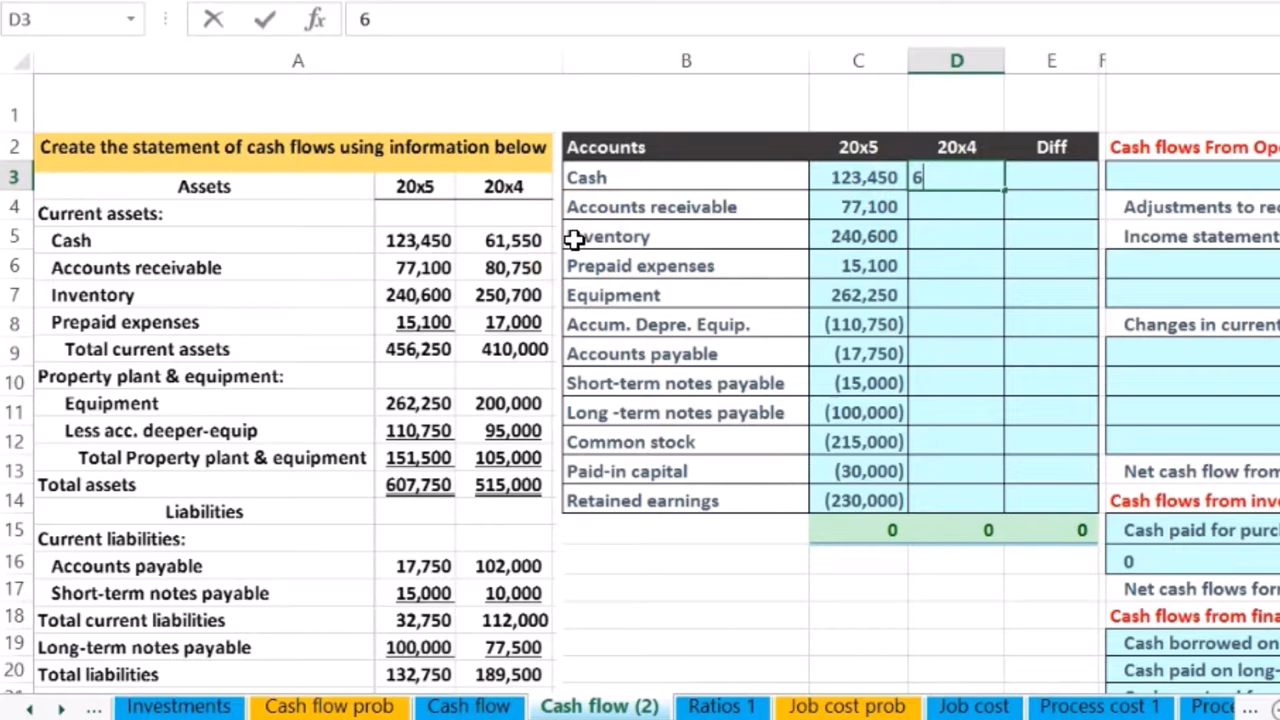 D3 fx 6
A B C D E F
1
2 Create the statement of cash flows using information below Accounts 20x5 20x4 Diff Cash flows From Ope
3 Assets 20x5 20x4 Cash 123,450 6
4 Current assets: Accounts receivable 77,100 Adjustments to rec
5 Cash 123,450 61,550 ventory 240,600 Income statement
6 Accounts receivable 77,100 80,750 Prepaid expenses 15,100
7 Inventory 240,600 250,700 Equipment 262,250
8 Prepaid expenses 15,100 17,000 Accum. Depre. Equip. (110,750) Changes in current
9 Total current assets 456,250 410,000 Accounts payable (17,750)
10 Property plant & equipment: Short-term notes payable (15,000)
11 Equipment 262,250 200,000 Long -term notes payable (100,000)
12 Less acc. deeper-equip 110,750 95,000 Common stock (215,000)
13 Total Property plant & equipment 151,500 105,000 Paid-in capital (30,000) Net cash flow from
14 Total assets 607,750 515,000 Retained earnings (230,000) Cash flows from inve
Liabilities
15 Current liabilities: 0 0 0 Cash paid for purc
16 Accounts payable 17,750 102,000 0
17 Short-term notes payable 15,000 10,000 Net cash flows for
18 Total current liabilities 32,750 112,000 Cash flows from fina
19 Long-term notes payable 100,000 77,500 Cash borrowed on
20 Total liabilities 132,750 189,500 Cash paid on long-
... Investments Cash flow prob Cash flow Cash flow (2) Ratios 1 Job cost prob Job cost Process cost 1 Proce ...